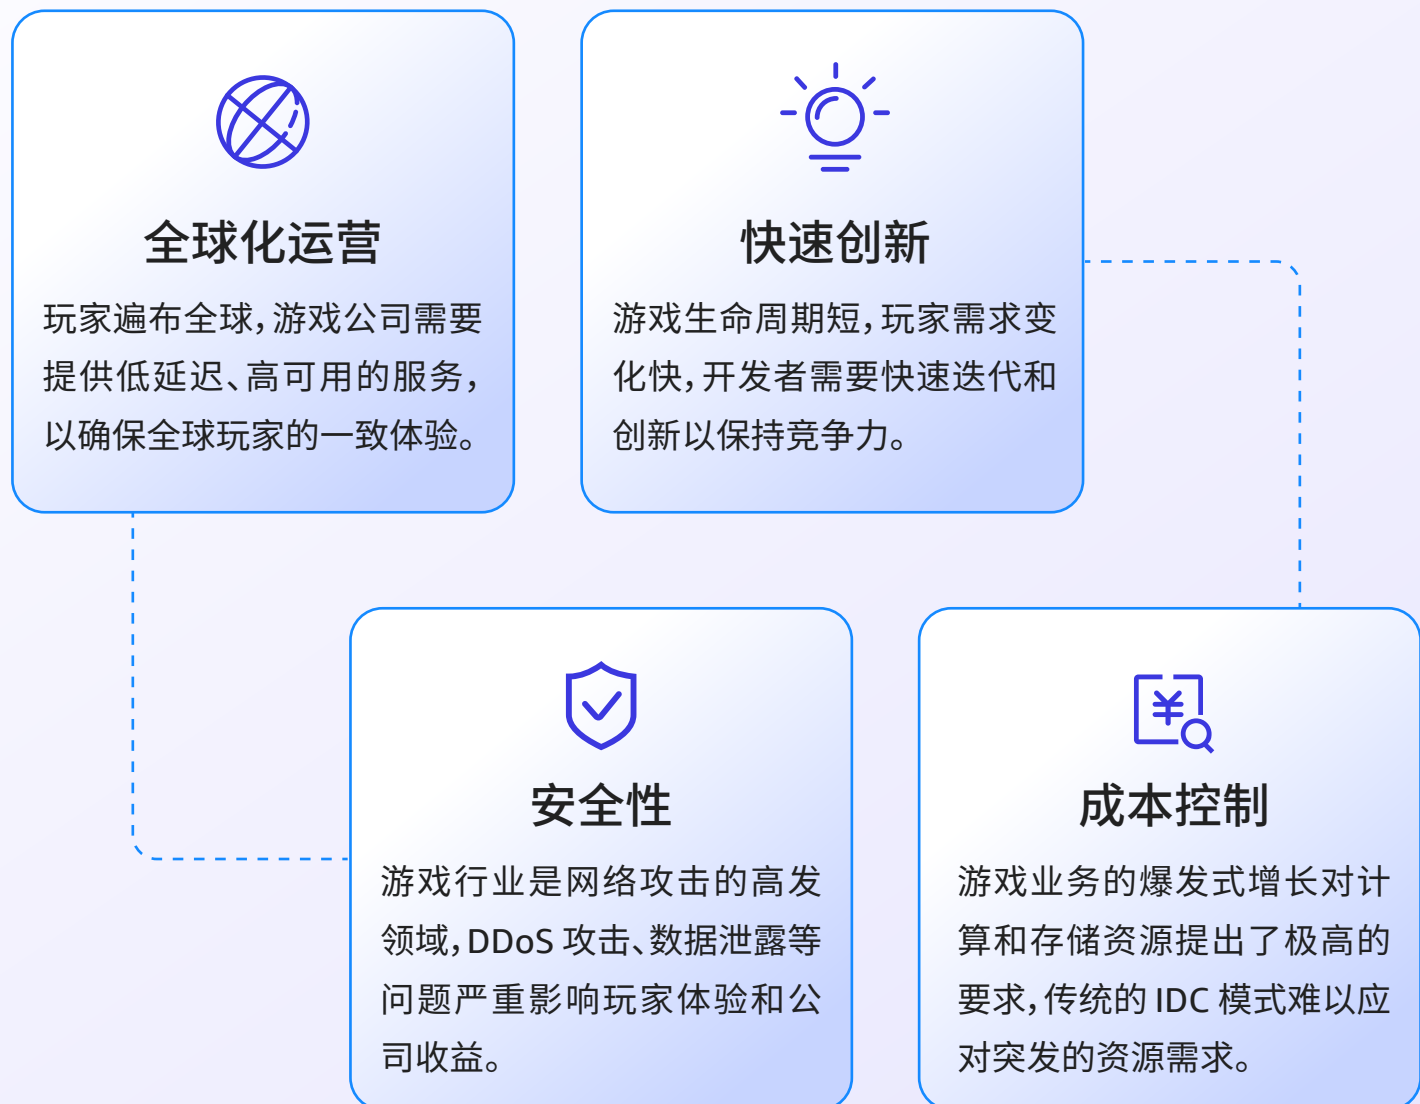 全球化运营
玩家遍布全球，游戏公司需要
提供低延迟、高可用的服务，
以确保全球玩家的一致体验。
快速创新
游戏生命周期短，玩家需求变
化快，开发者需要快速迭代和
创新以保持竞争力。
安全性
游戏行业是网络攻击的高发
领域，DDoS 攻击、数据泄露等
问题严重影响玩家体验和公
司收益。
成本控制
游戏业务的爆发式增长对计
算和存储资源提出了极高的
要求，传统的 IDC 模式难以应
对突发的资源需求。